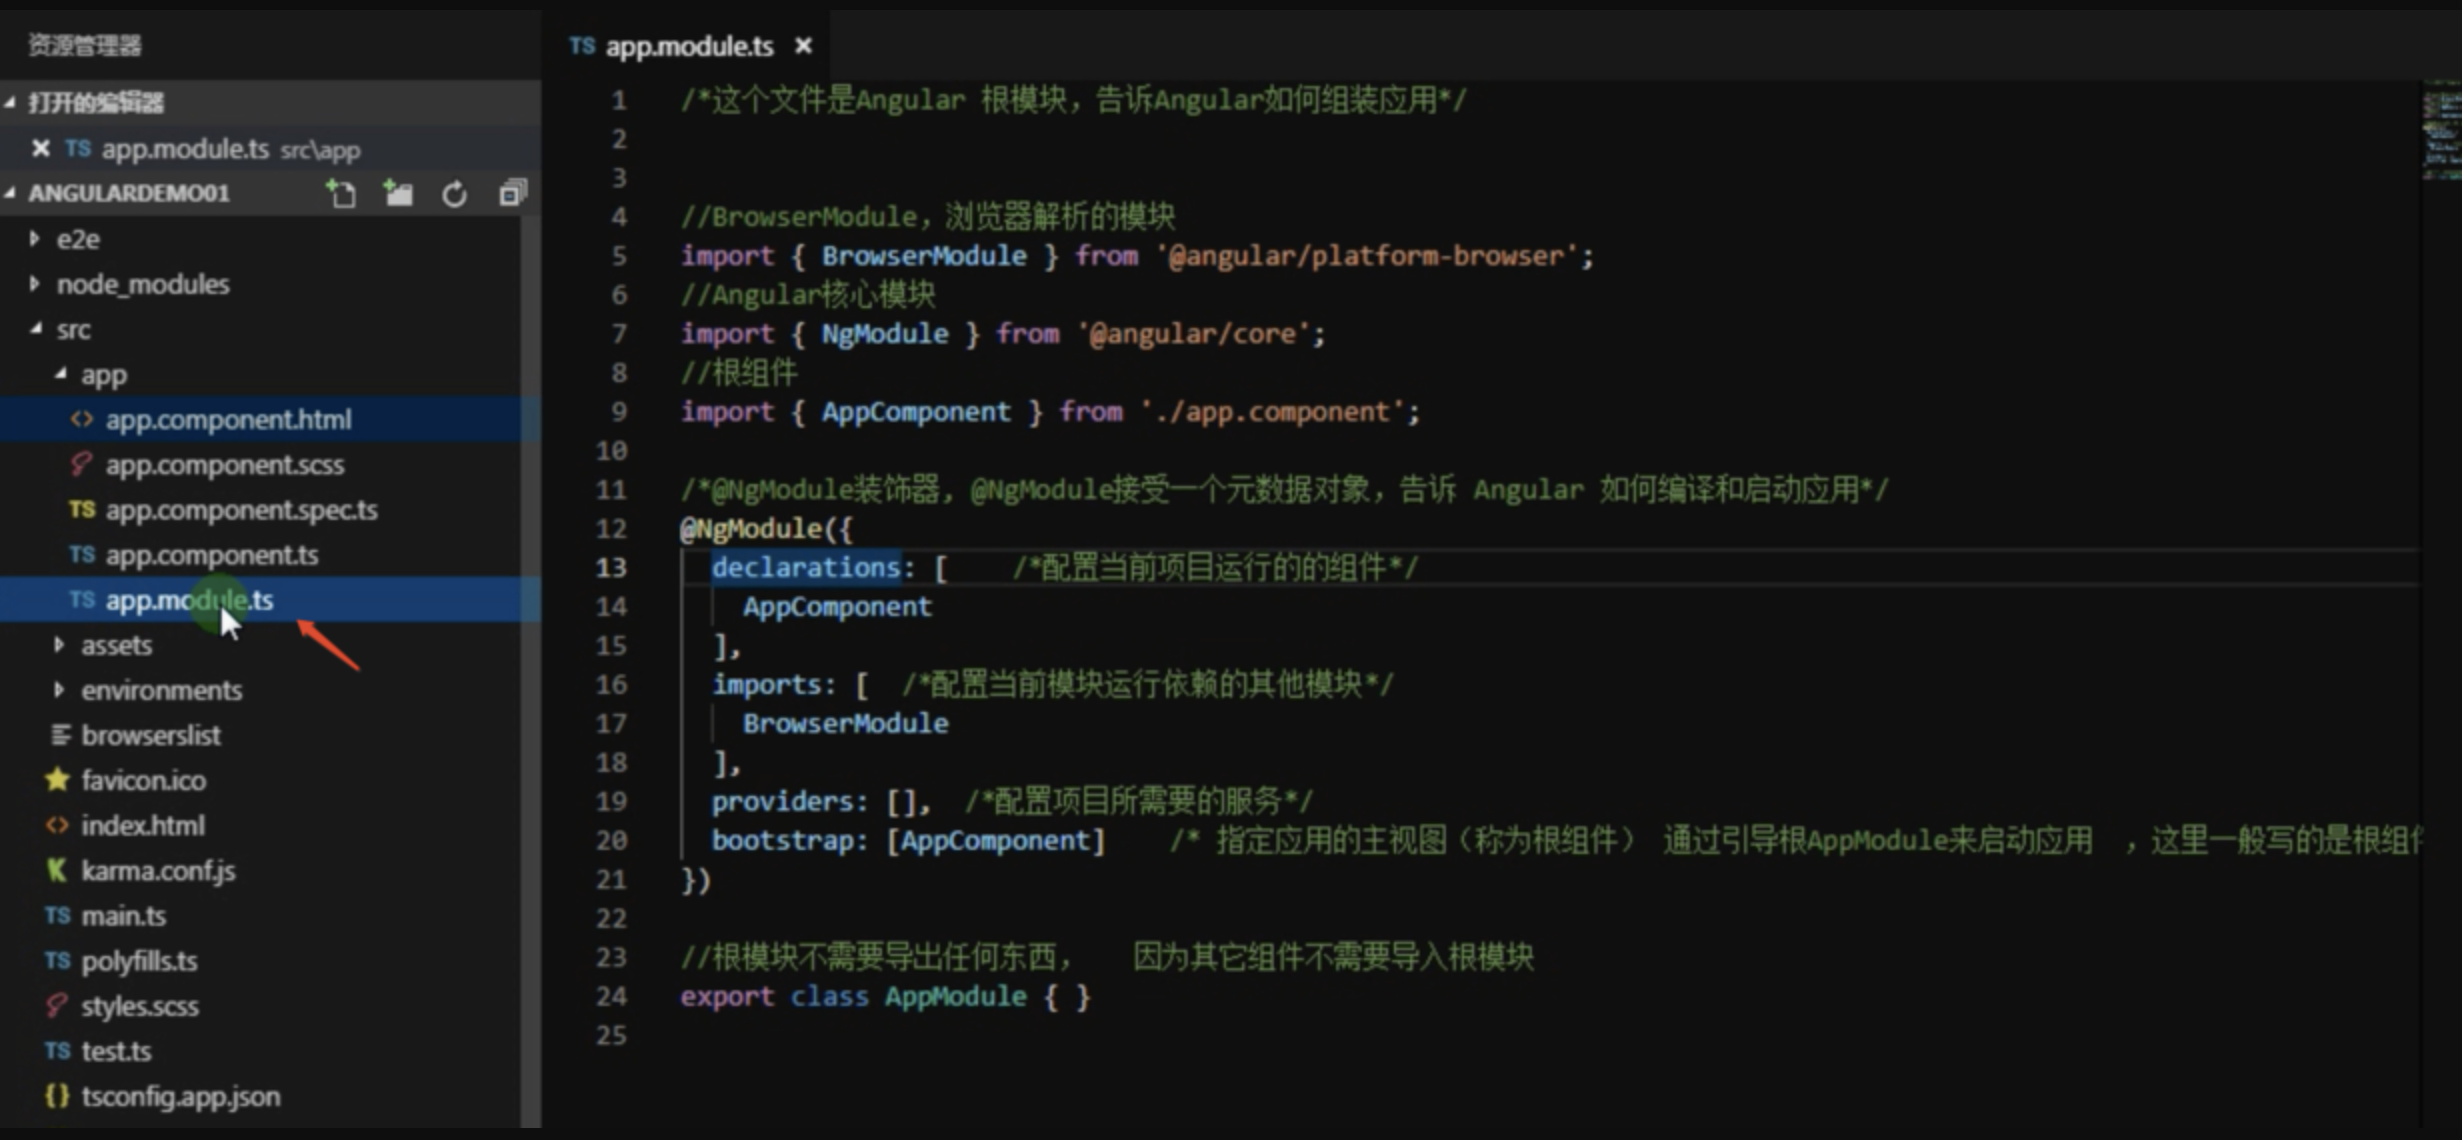 资源管理器
打开的编辑器
TS app.module.ts src\app
ANGULARDEMO01
e2e
node_modules
src
app
<> app.component.html
app.component.scss
TS app.component.spec.ts
TS app.component.ts
TS app.module.ts
assets
environments
browserslist
favicon.ico
<> index.html
karma.conf.js
TS main.ts
TS polyfills.ts
styles.scss
TS test.ts
{} tsconfig.app.json
TS app.module.ts
1 /*这个文件是Angular 根模块，告诉Angular如何组装应用*/
2
3
4 //BrowserModule，浏览器解析的模块
5 import { BrowserModule } from '@angular/platform-browser';
6 //Angular核心模块
7 import { NgModule } from '@angular/core';
8 //根组件
9 import { AppComponent } from './app.component';
10
11 /*@NgModule装饰器, @NgModule接受一个元数据对象，告诉 Angular 如何编译和启动应用*/
12 @NgModule({
13 declarations: [ /*配置当前项目运行的的组件*/
14 AppComponent
15 ],
16 imports: [ /*配置当前模块运行依赖的其他模块*/
17 BrowserModule
18 ],
19 providers: [], /*配置项目所需要的服务*/
20 bootstrap: [AppComponent] /* 指定应用的主视图（称为根组件） 通过引导根AppModule来启动应用 ，这里一般写的是根组件
21 })
22
23 //根模块不需要导出任何东西， 因为其它组件不需要导入根模块
24 export class AppModule { }
25